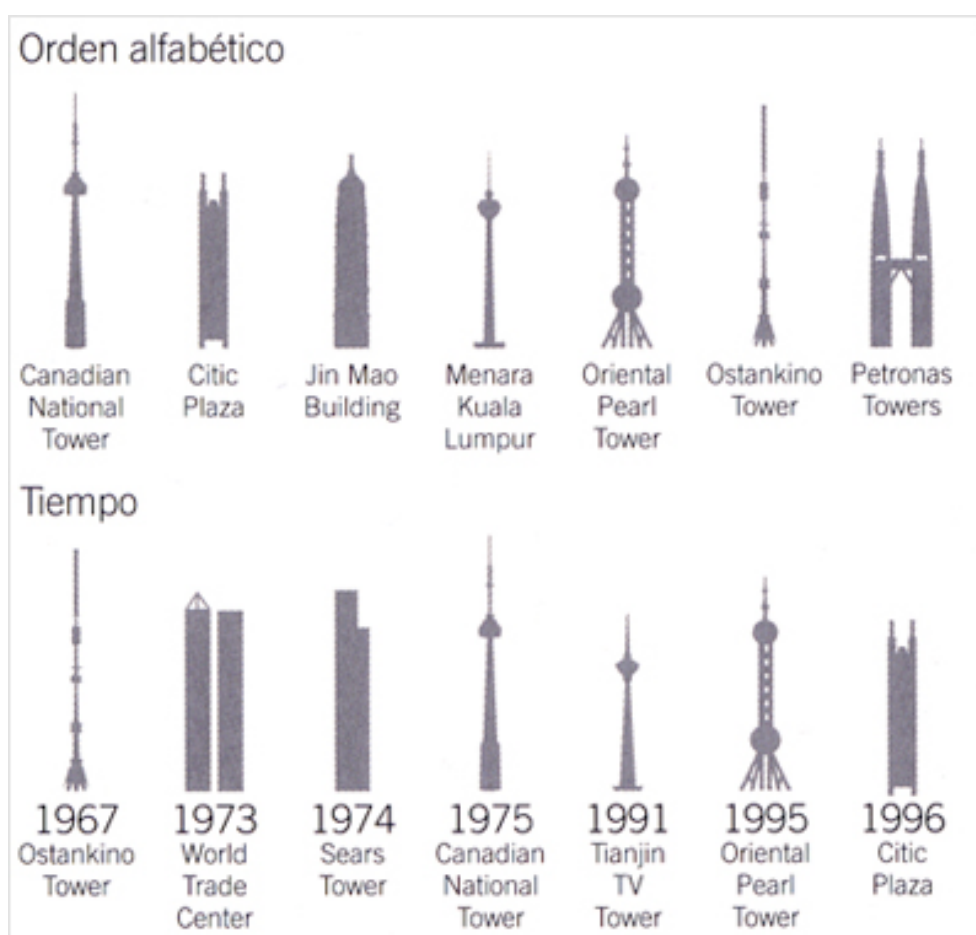 Orden alfabético
Canadian National Tower
Citic Plaza
Jin Mao Building
Menara Kuala Lumpur
Oriental Pearl Tower
Ostankino Tower
Petronas Towers
Tiempo
1967 Ostankino Tower
1973 World Trade Center
1974 Sears Tower
1975 Canadian National Tower
1991 Tianjin TV Tower
1995 Oriental Pearl Tower
1996 Citic Plaza